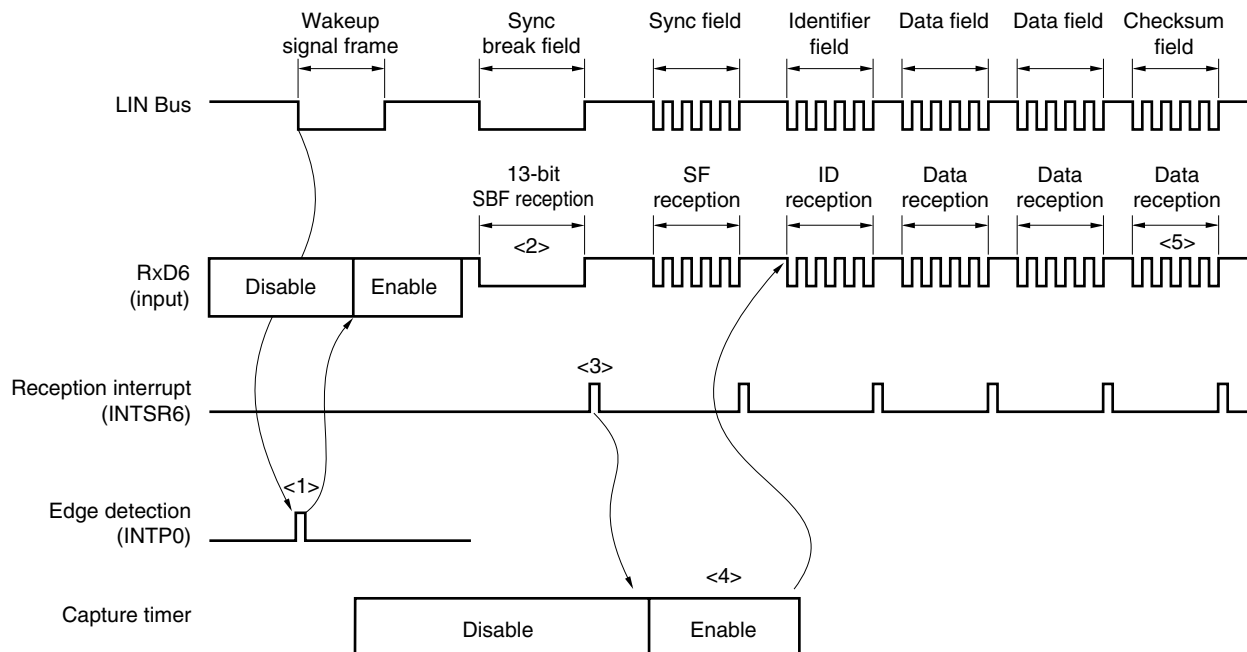 Wakeup
signal frame
Sync
break field
Sync field
Identifier
field
Data field
Data field
Checksum
field
LIN Bus
13-bit
SBF reception
SF
reception
ID
reception
Data
reception
Data
reception
Data
reception
<2>
<5>
RxD6
(input)
Disable
Enable
Reception interrupt
(INTSR6)
<3>
Edge detection
(INTP0)
<1>
Capture timer
Disable
<4>
Enable